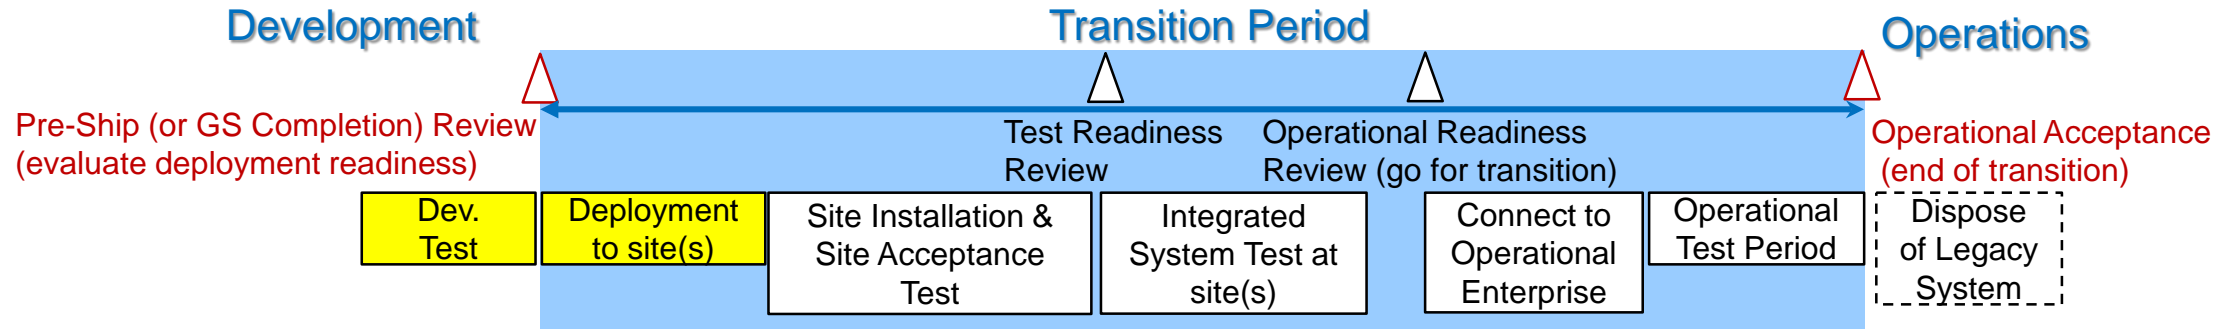 Development
Transition Period
Operations
Pre-Ship (or GS Completion) Review
(evaluate deployment readiness)
Test Readiness
Review
Operational Readiness
Review (go for transition)
Operational Acceptance
(end of transition)
Dev.
Test
Deployment
to site(s)
Site Installation &
Site Acceptance
Test
Integrated
System Test at
site(s)
Connect to
Operational
Enterprise
Operational
Test Period
Dispose
of Legacy
System